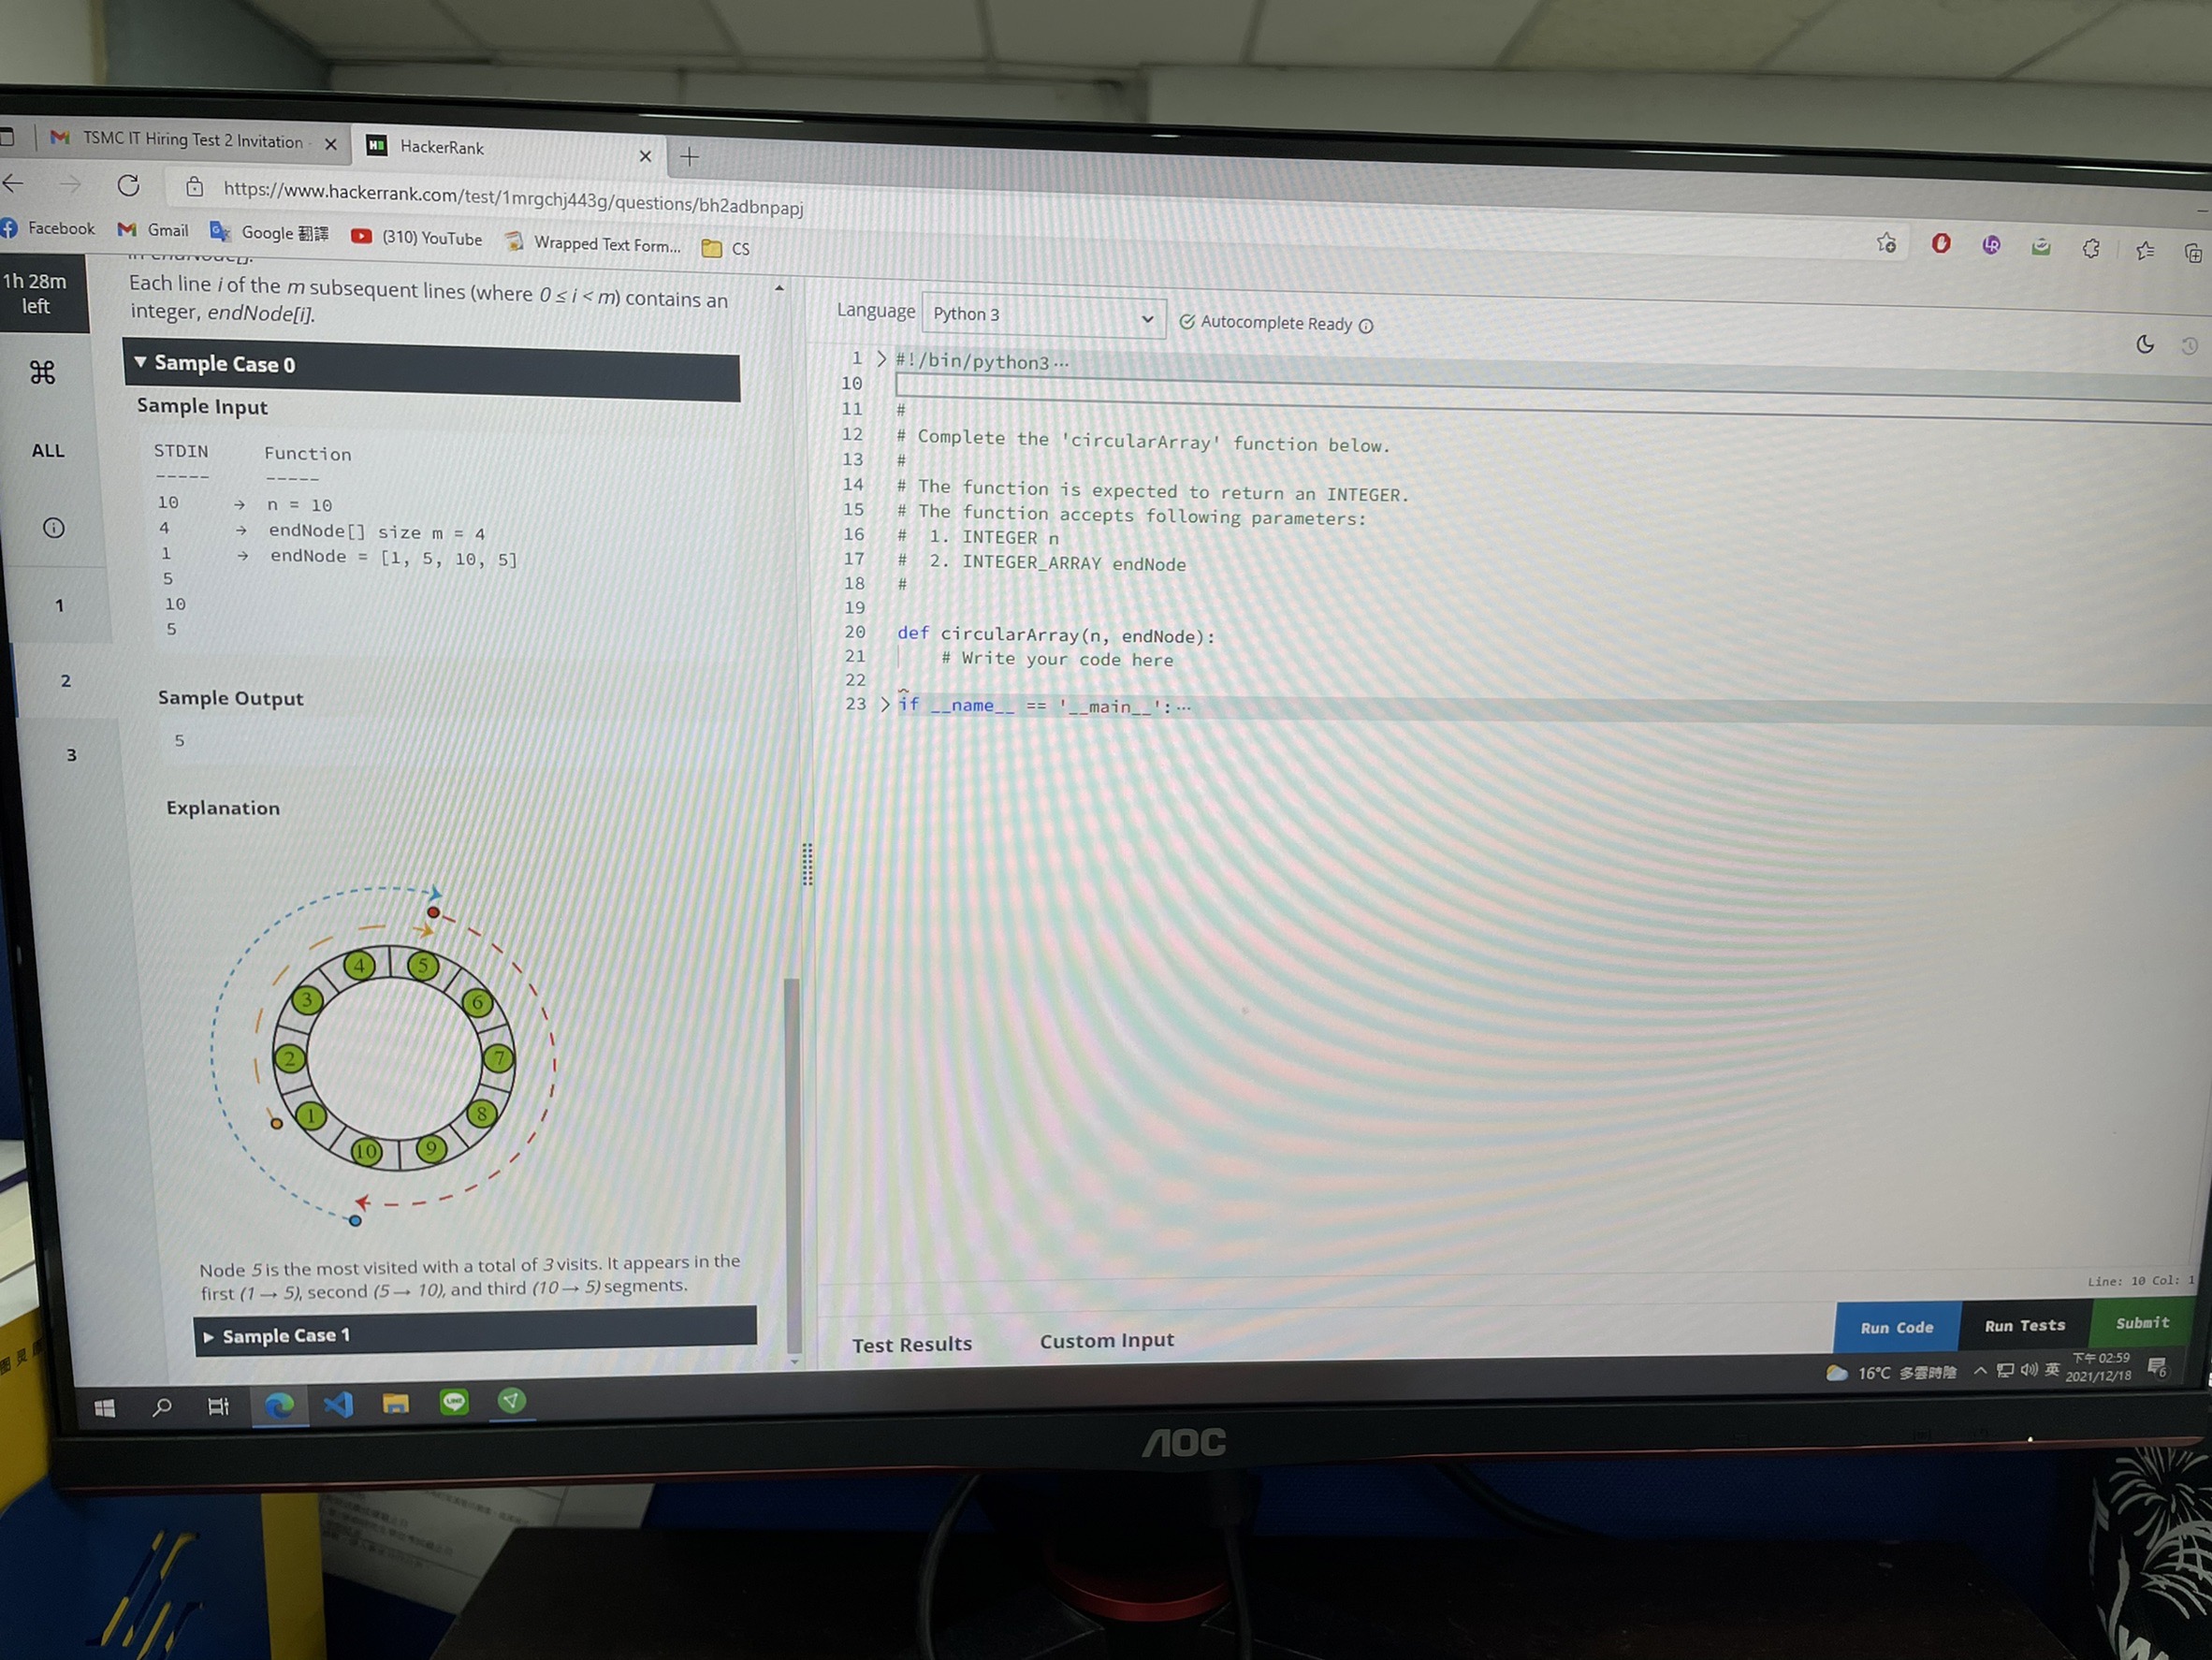 TSMC IT Hiring Test 2 Invitation
HackerRank
https://www.hackerrank.com/test/1mrgchj443g/questions/bh2adbnpapj
Facebook
Gmail
Google 翻譯
(310) YouTube
Wrapped Text Form...
CS
1h 28m
left
ALL
1
2
3
in endNode[].
Each line i of the m subsequent lines (where 0 ≤ i < m) contains an
integer, endNode[i].
▼ Sample Case 0
Sample Input
STDIN Function
----- -----
10 → n = 10
4 → endNode[] size m = 4
1 → endNode = [1, 5, 10, 5]
5
10
5
Sample Output
5
Explanation
4
5
3
6
2
7
1
8
10
9
Node 5 is the most visited with a total of 3 visits. It appears in the
first (1 → 5), second (5 → 10), and third (10 → 5) segments.
▶ Sample Case 1
Language
Python 3
Autocomplete Ready
1 > #!/bin/python3...
10
11 #
12 # Complete the 'circularArray' function below.
13 #
14 # The function is expected to return an INTEGER.
15 # The function accepts following parameters:
16 # 1. INTEGER n
17 # 2. INTEGER_ARRAY endNode
18 #
19
20 def circularArray(n, endNode):
21 # Write your code here
22
23 > if __name__ == '__main__':...
Line: 10 Col: 1
Test Results
Custom Input
Run Code
Run Tests
Submit
16°C 多雲時陰
英
下午 02:59
2021/12/18
6
AOC